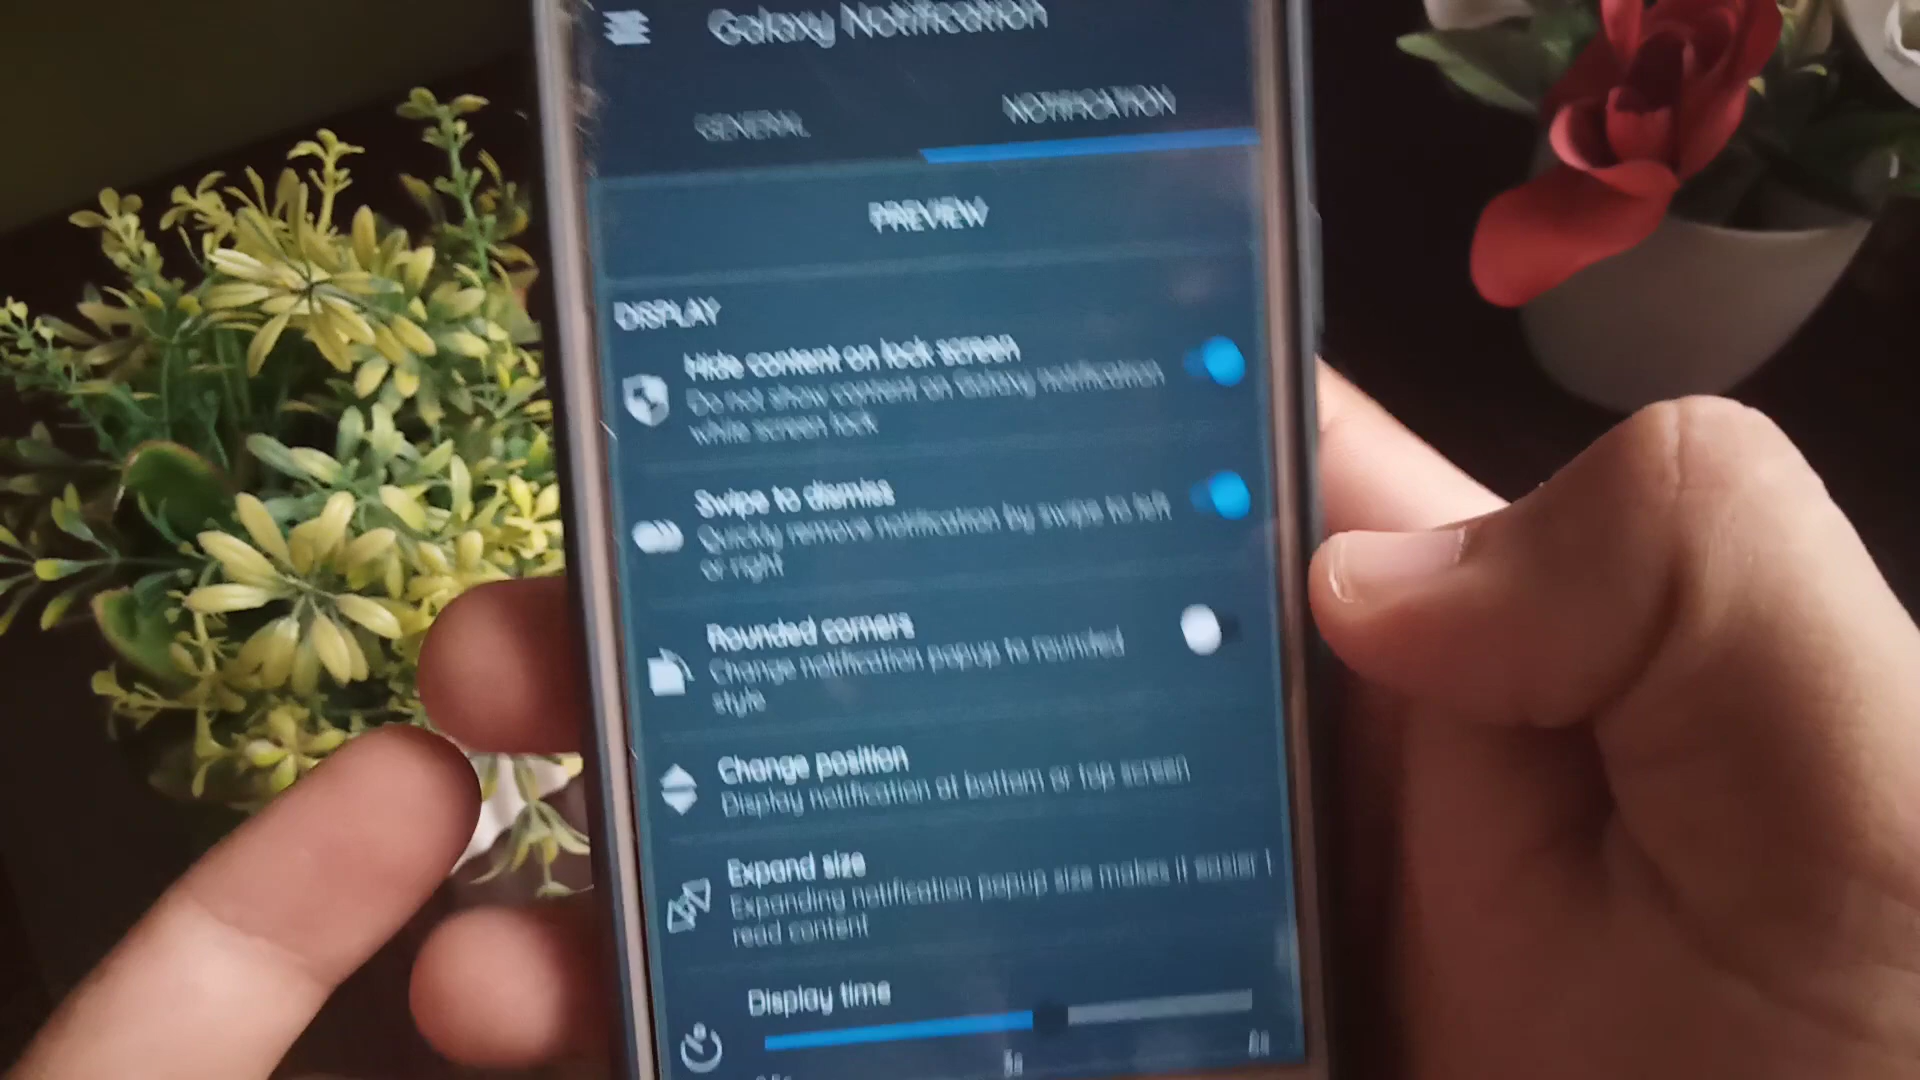 Galaxy Notification
GENERAL
NOTIFICATION
PREVIEW
DISPLAY
Hide content on lock screen
Do not show content on Galaxy notification
while screen lock
Swipe to dismiss
Quickly remove notification by swipe to left
or right
Rounded corners
Change notification popup to rounded
style
Change position
Display notification at bottom or top screen
Expand size
Expanding notification popup size makes it easier
read content
Display time